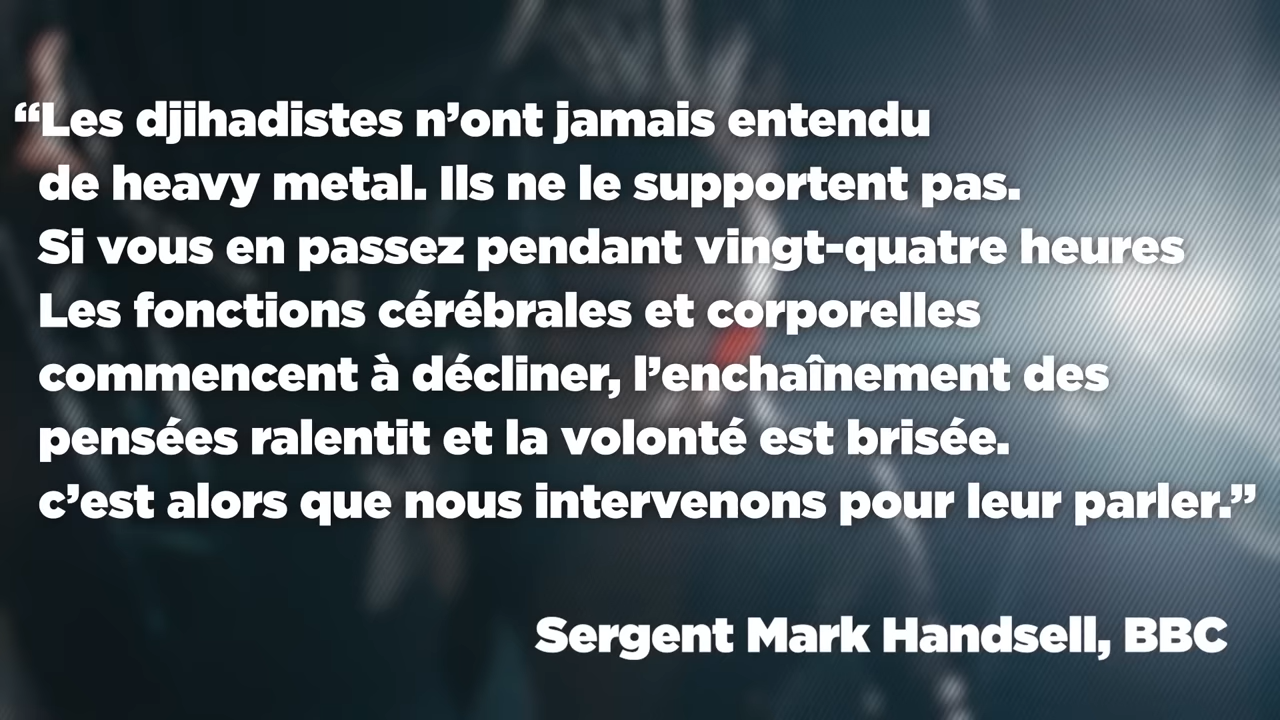 “Les djihadistes n’ont jamais entendu
de heavy metal. Ils ne le supportent pas.
Si vous en passez pendant vingt-quatre heures
Les fonctions cérébrales et corporelles
commencent à décliner, l’enchaînement des
pensées ralentit et la volonté est brisée.
c’est alors que nous intervenons pour leur parler.”
Sergent Mark Handsell, BBC